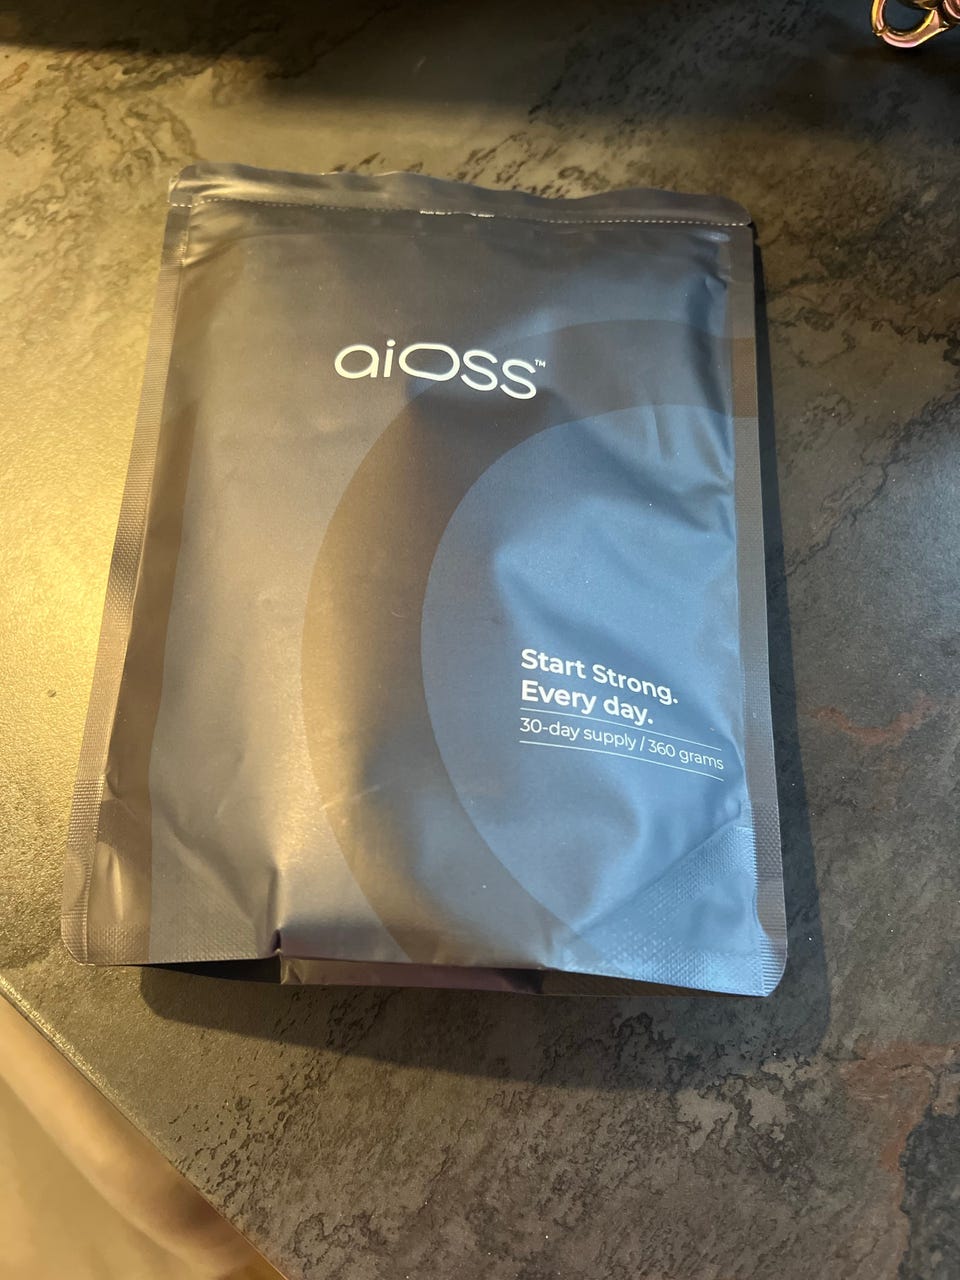 aiOSS™
Start Strong.
Every day.
30-day supply / 360 grams